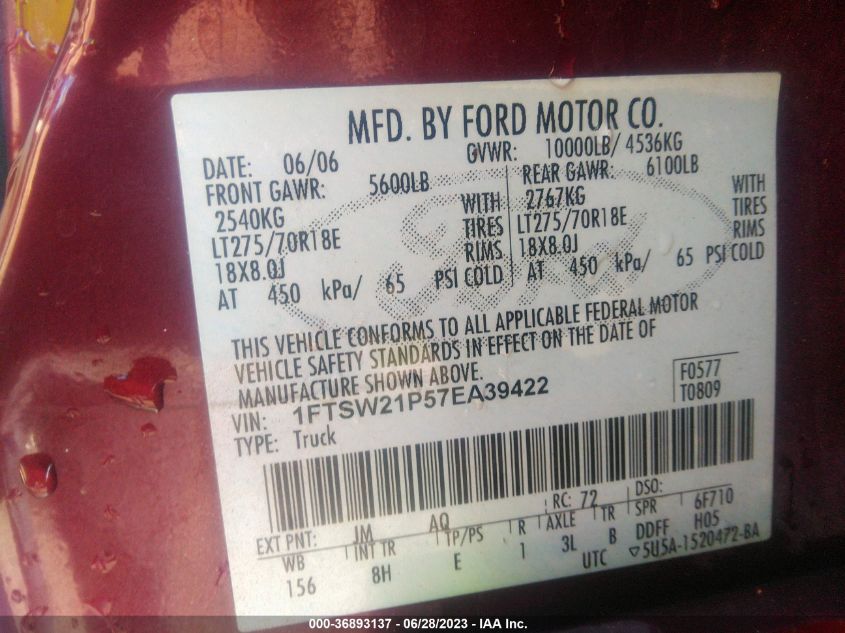 MFD. BY FORD MOTOR CO.
DATE: 06/06 GVWR: 10000LB/ 4536KG
FRONT GAWR: 5600LB REAR GAWR: 6100LB
2540KG WITH 2767KG WITH
LT275/70R18E TIRES LT275/70R18E TIRES
18X8.0J RIMS 18X8.0J RIMS
AT 450 kPa/ 65 PSI COLD AT 450 kPa/ 65 PSI COLD
Ford
THIS VEHICLE CONFORMS TO ALL APPLICABLE FEDERAL MOTOR
VEHICLE SAFETY STANDARDS IN EFFECT ON THE DATE OF
MANUFACTURE SHOWN ABOVE.
VIN: 1FTSW21P57EA39422 F0577
TYPE: Truck T0809
EXT PNT: JM AQ RC: 72 DSO:
WB INT TR TP/PS R AXLE TR SPR 6F710
156 8H E 1 3L B DDFF H05
UTC ▽5U5A-1520472-BA
000-36893137 - 06/28/2023 - IAA Inc.